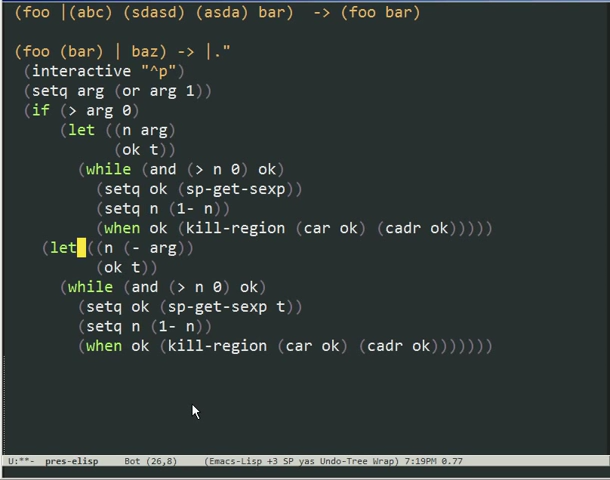 (foo |(abc) (sdasd) (asda) bar)  -> (foo bar)

(foo (bar) | baz) -> |."
 (interactive "^p")
 (setq arg (or arg 1))
 (if (> arg 0)
     (let ((n arg)
           (ok t))
       (while (and (> n 0) ok)
         (setq ok (sp-get-sexp))
         (setq n (1- n))
         (when ok (kill-region (car ok) (cadr ok)))))
   (let ((n (- arg))
         (ok t))
     (while (and (> n 0) ok)
       (setq ok (sp-get-sexp t))
       (setq n (1- n))
       (when ok (kill-region (car ok) (cadr ok)))))))
U:**-  pres-elisp     Bot (26,8)     (Emacs-Lisp +3 SP yas Undo-Tree Wrap) 7:19PM 0.77